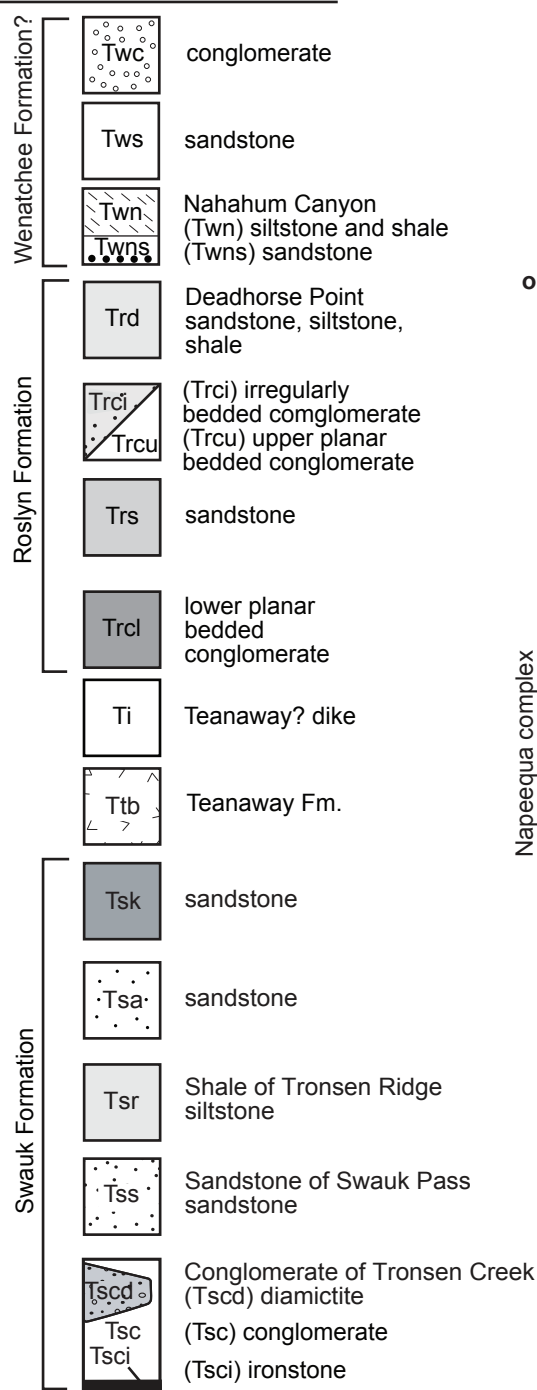 Wenatchee Formation?
Twc
conglomerate
Tws
sandstone
Twn
Twns
Nahahum Canyon
(Twn) siltstone and shale
(Twns) sandstone
Roslyn Formation
Trd
Deadhorse Point
sandstone, siltstone,
shale
Trci
Trcu
(Trci) irregularly
bedded comglomerate
(Trcu) upper planar
bedded conglomerate
Trs
sandstone
Trcl
lower planar
bedded
conglomerate
Ti
Teanaway? dike
Ttb
Teanaway Fm.
Swauk Formation
Tsk
sandstone
Tsa
sandstone
Tsr
Shale of Tronsen Ridge
siltstone
Tss
Sandstone of Swauk Pass
sandstone
Tscd
Tsc
Tsci
Conglomerate of Tronsen Creek
(Tscd) diamictite
(Tsc) conglomerate
(Tsci) ironstone
o
Napeequa complex